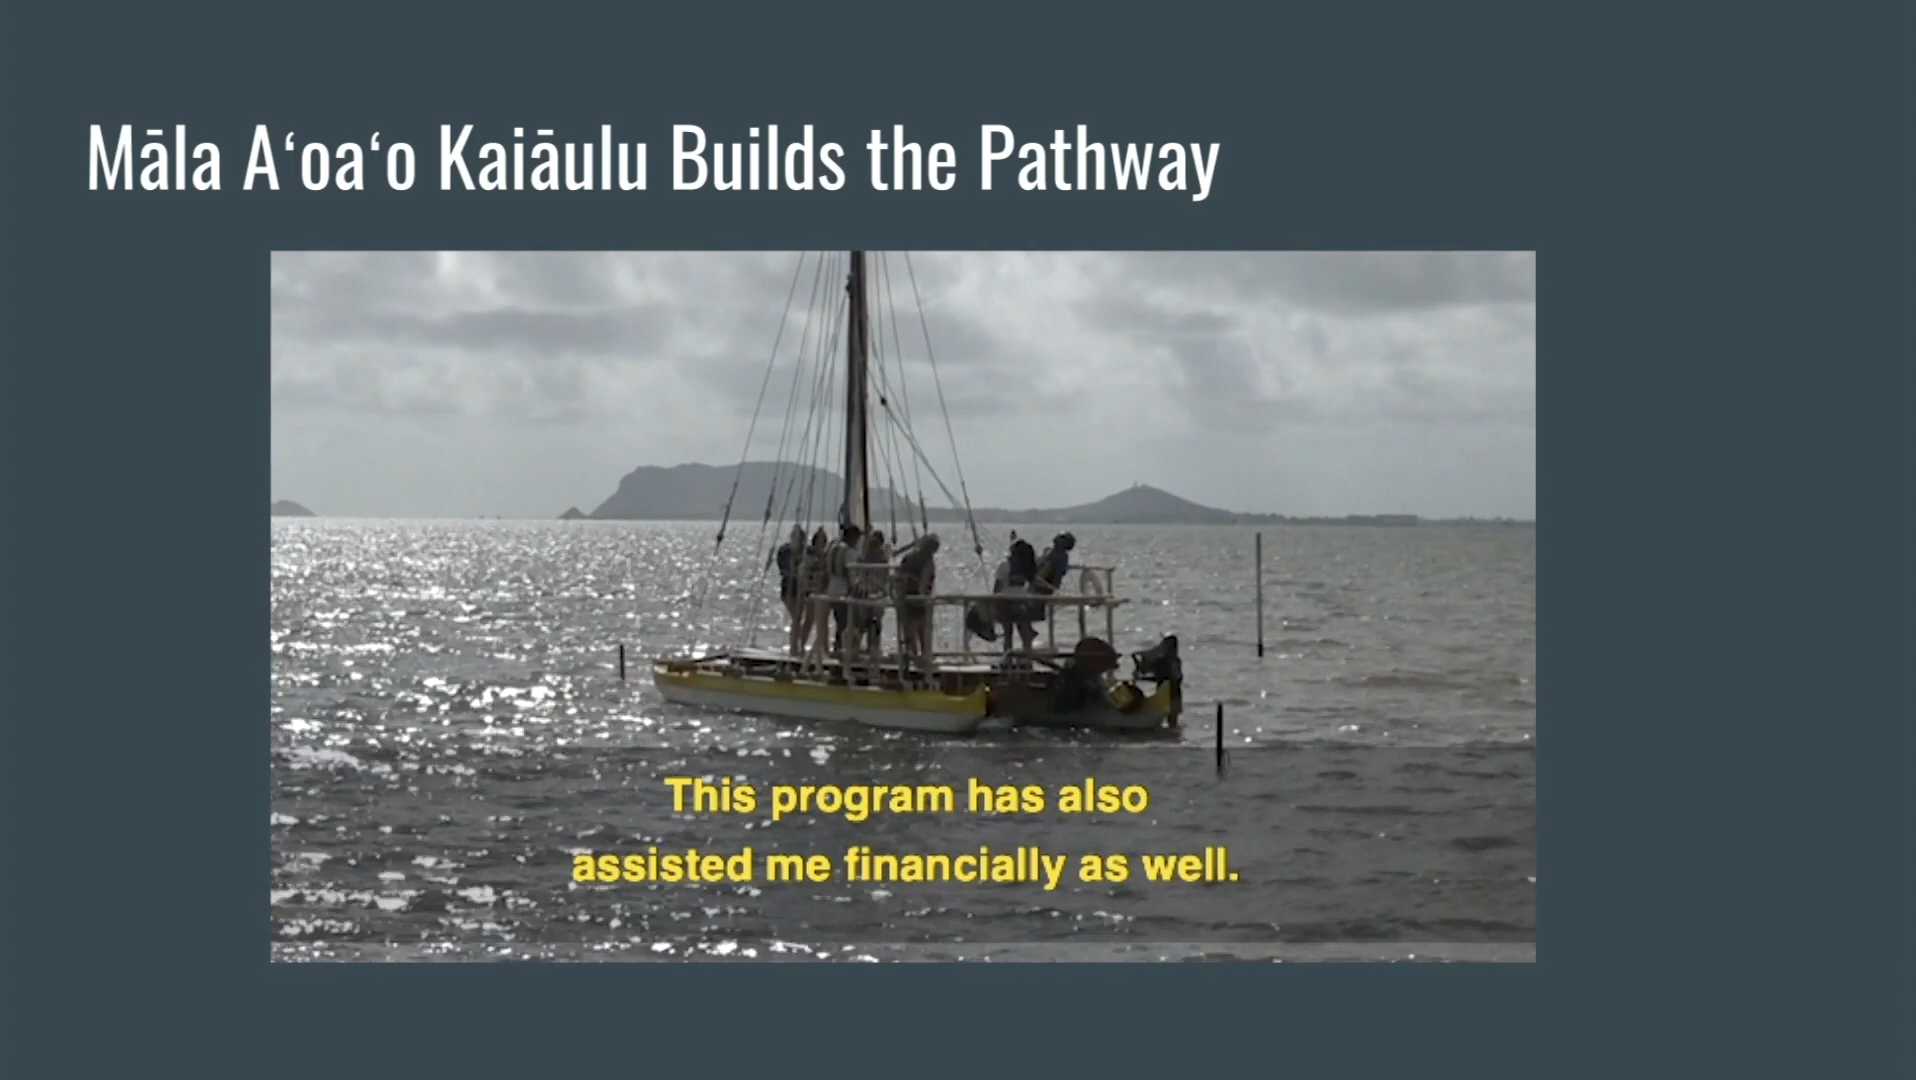 Māla Aʻoaʻo Kaiāulu Builds the Pathway
This program has also
assisted me financially as well.